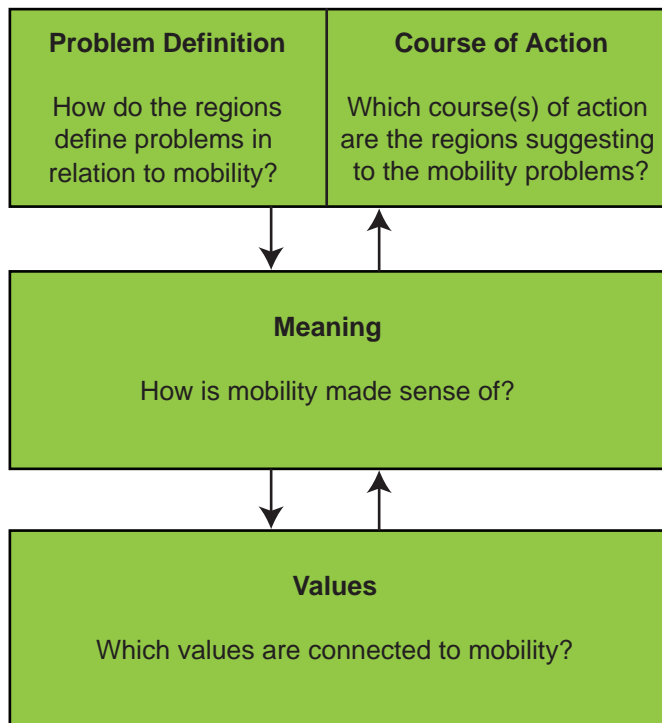 Problem Definition
How do the regions
define problems in
relation to mobility?
Course of Action
Which course(s) of action
are the regions suggesting
to the mobility problems?
Meaning
How is mobility made sense of?
Values
Which values are connected to mobility?